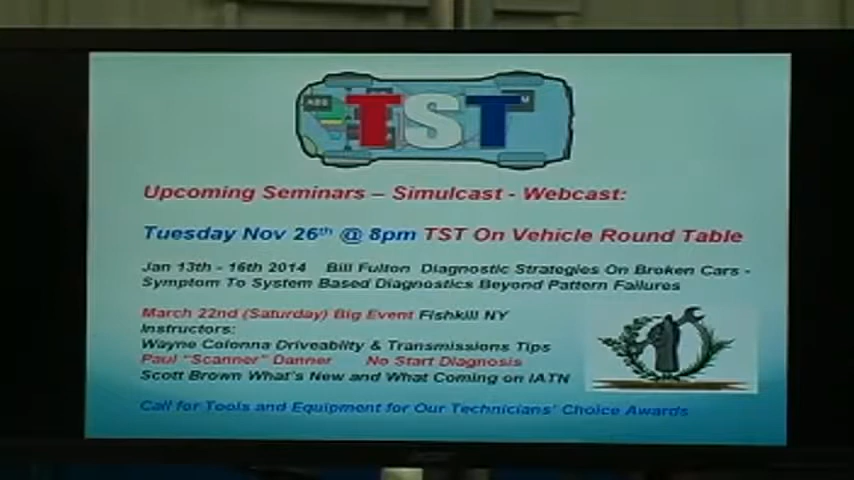 ABS
TST
Upcoming Seminars – Simulcast - Webcast:
Tuesday Nov 26th @ 8pm TST On Vehicle Round Table
Jan 13th - 16th 2014 Bill Fulton Diagnostic Strategies On Broken Cars -
Symptom To System Based Diagnostics Beyond Pattern Failures
March 22nd (Saturday) Big Event Fishkill NY
Instructors:
Wayne Colonna Driveability & Transmissions Tips
Paul "Scanner" Danner No Start Diagnosis
Scott Brown What's New and What Coming on IATN
Call for Tools and Equipment for Our Technicians' Choice Awards